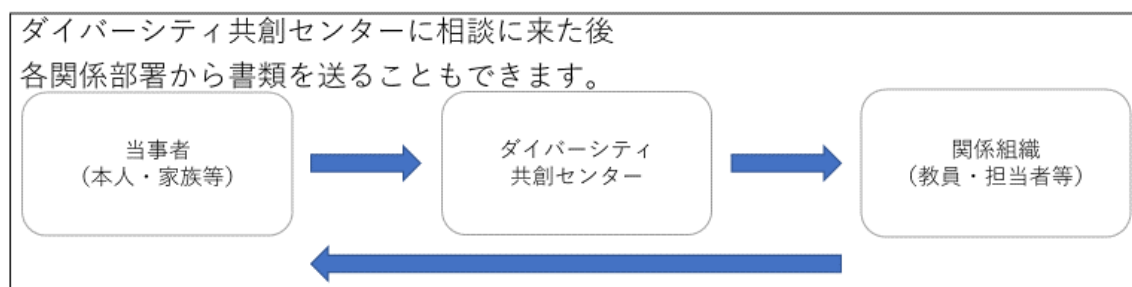 ダイバーシティ共創センターに相談に来た後
各関係部署から書類を送ることもできます。
当事者
（本人・家族等）
ダイバーシティ
共創センター
関係組織
（教員・担当者等）